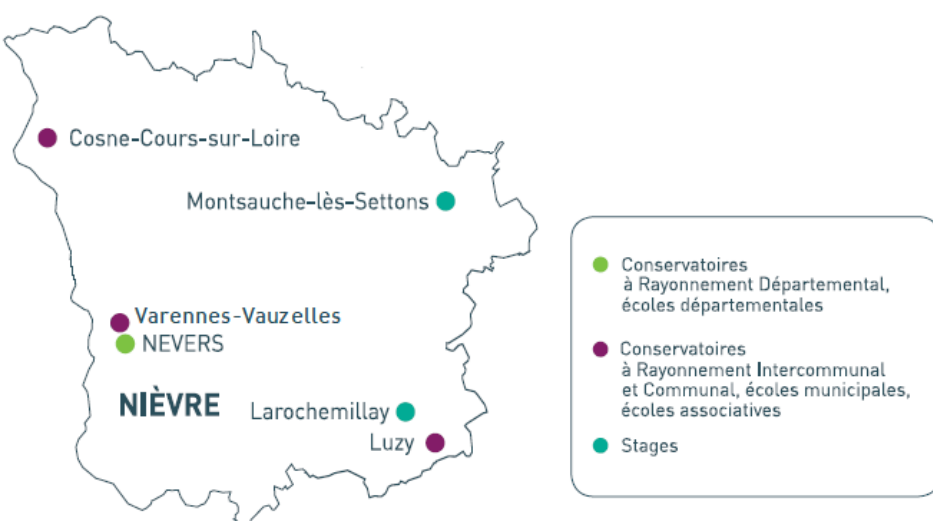 Cosne-Cours-sur-Loire
Montsauche-lès-Settons
Varennes-Vauzelles
NEVERS
NIÈVRE
Larochemillay
Luzy
Conservatoires
à Rayonnement Départemental,
écoles départementales
Conservatoires
à Rayonnement Intercommunal
et Communal, écoles municipales,
écoles associatives
Stages